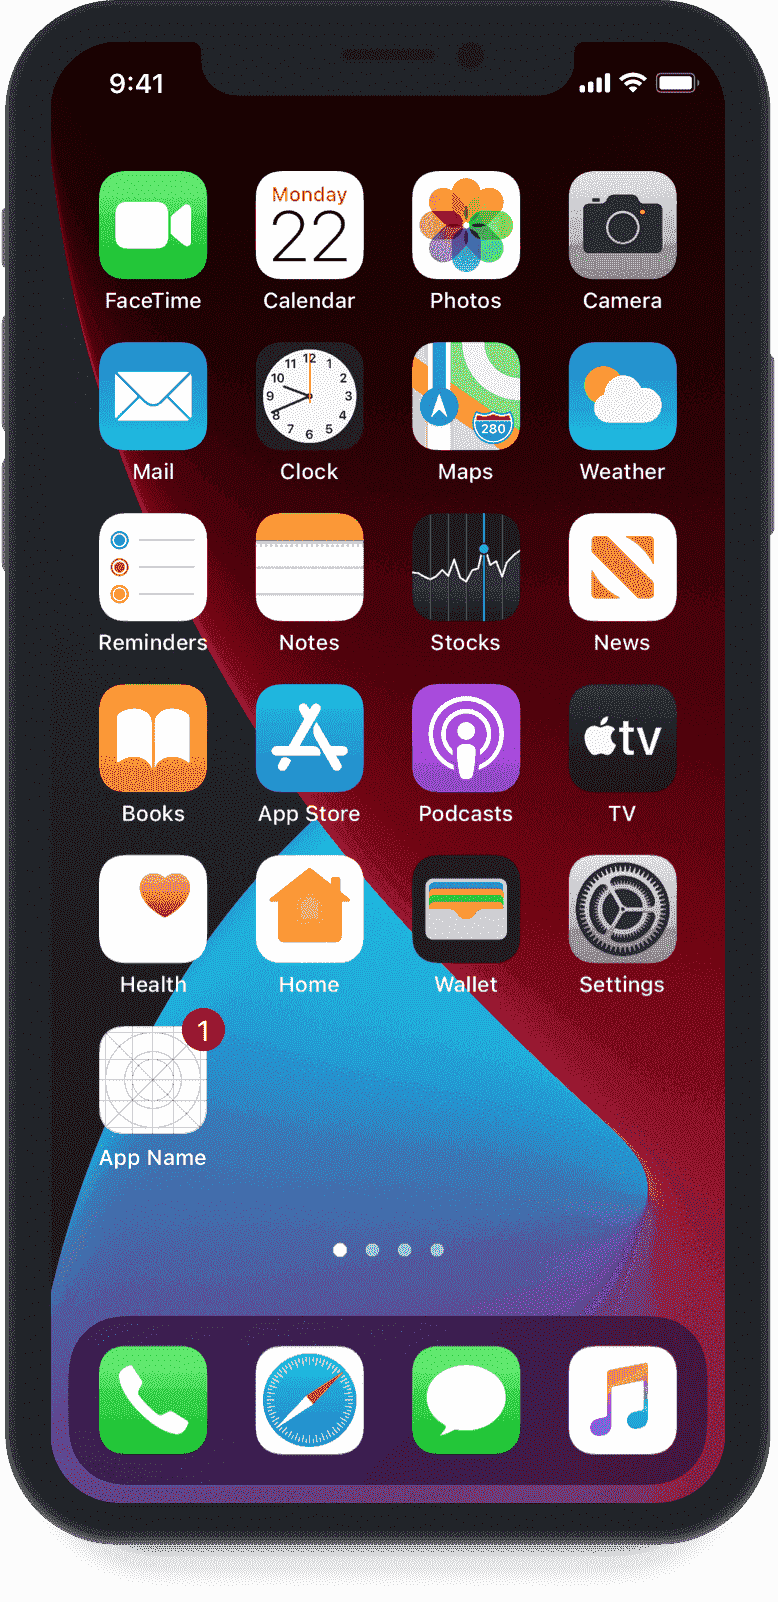 9:41
Monday
22
FaceTime Calendar Photos Camera
12
11 1
10 2
9 3
8 4
7 5
6
280
Mail Clock Maps Weather
Reminders Notes Stocks News
tv
Books App Store Podcasts TV
Health Home Wallet Settings
1
App Name